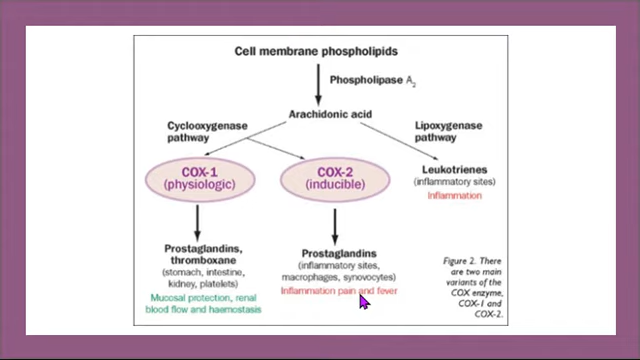 Cell membrane phospholipids
Phospholipase A2
Arachidonic acid
Cyclooxygenase
pathway
Lipoxygenase
pathway
COX-1
(physiologic)
COX-2
(inducible)
Leukotrienes
(inflammatory sites)
Inflammation
Prostaglandins,
thromboxane
(stomach, intestine,
kidney, platelets)
Mucosal protection, renal
blood flow and haemostasis
Prostaglandins
(inflammatory sites,
macrophages, synovocytes)
Inflammation pain and fever
Figure 2. There
are two main
variants of the
COX enzyme,
COX-1 and
COX-2.